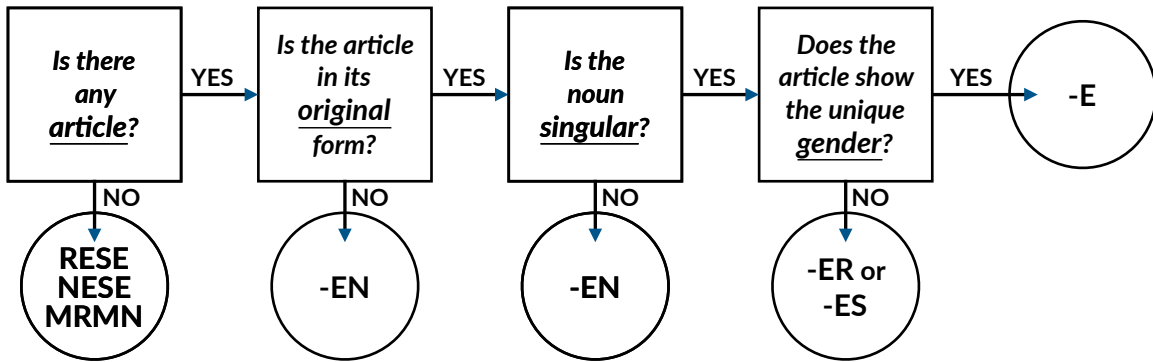 Is there
any
article?
YES
NO
RESE
NESE
MRMN
Is the article
in its
original
form?
YES
NO
-EN
Is the
noun
singular?
YES
NO
-EN
Does the
article show
the unique
gender?
YES
NO
-ER or
-ES
-E